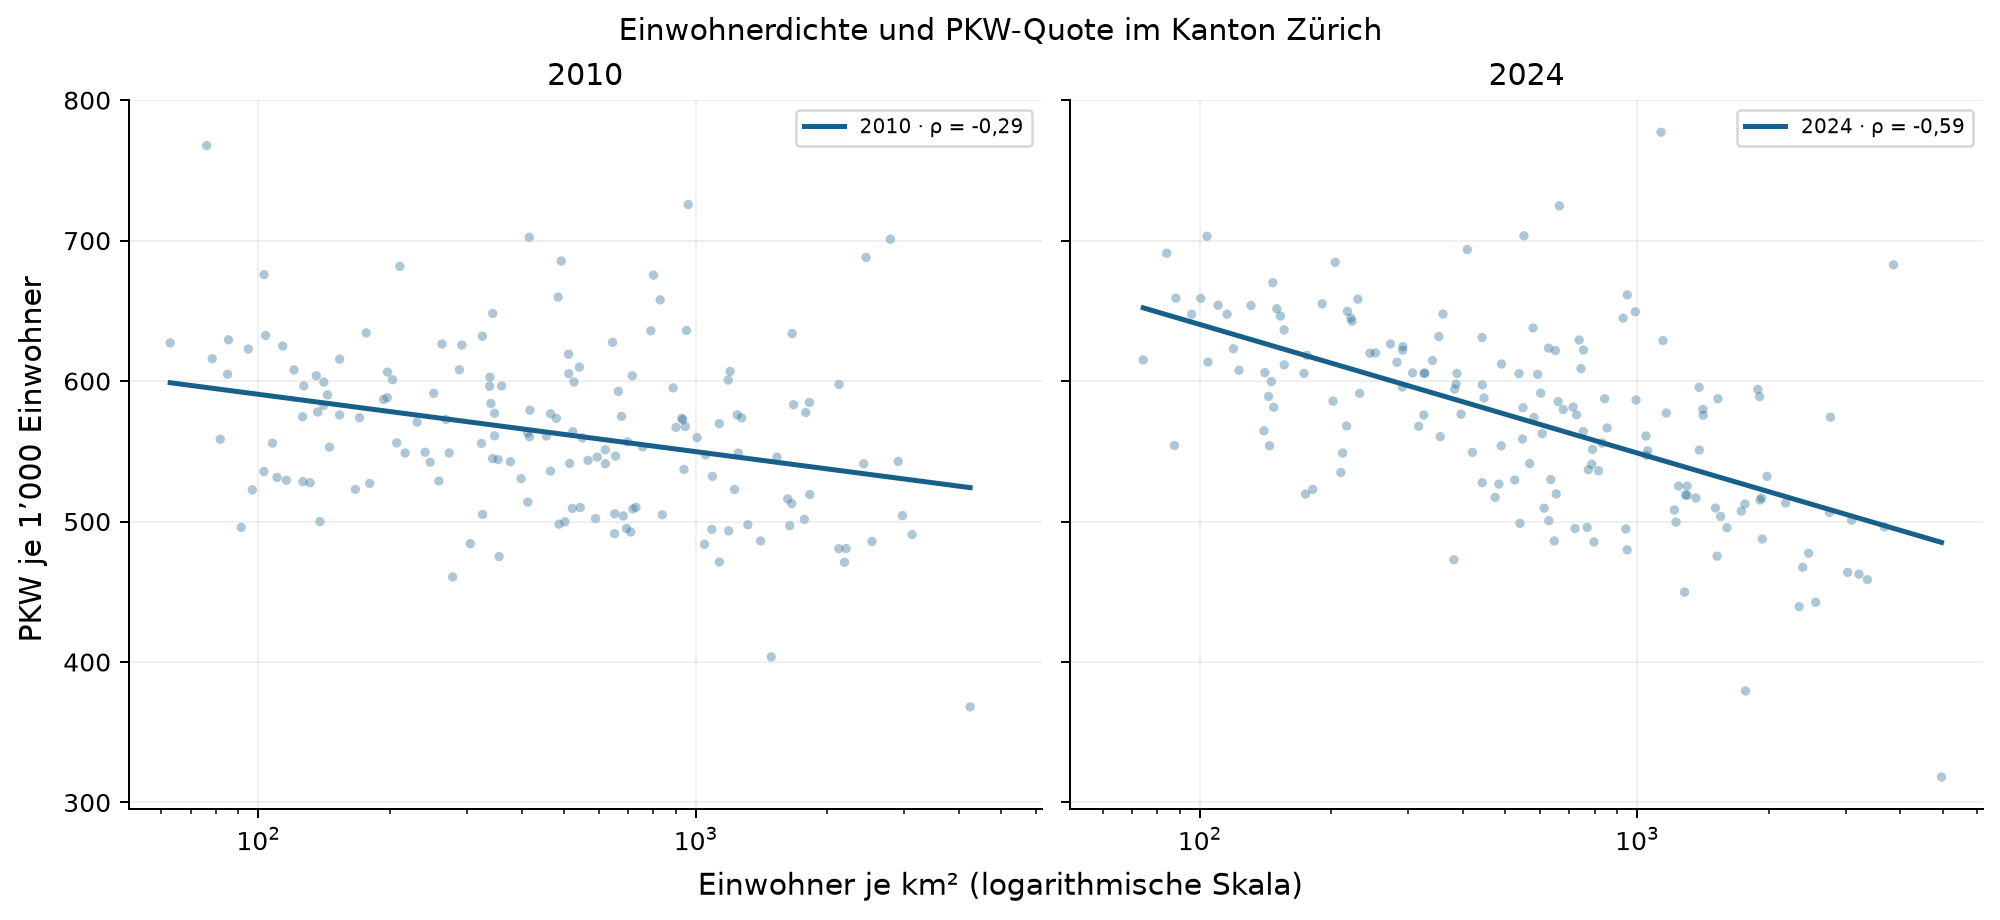 Einwohnerdichte und PKW-Quote im Kanton Zürich
2010
2024
PKW je 1’000 Einwohner
800
700
600
500
400
300
2010 · ρ = -0,29
2024 · ρ = -0,59
10²
10³
10²
10³
Einwohner je km² (logarithmische Skala)